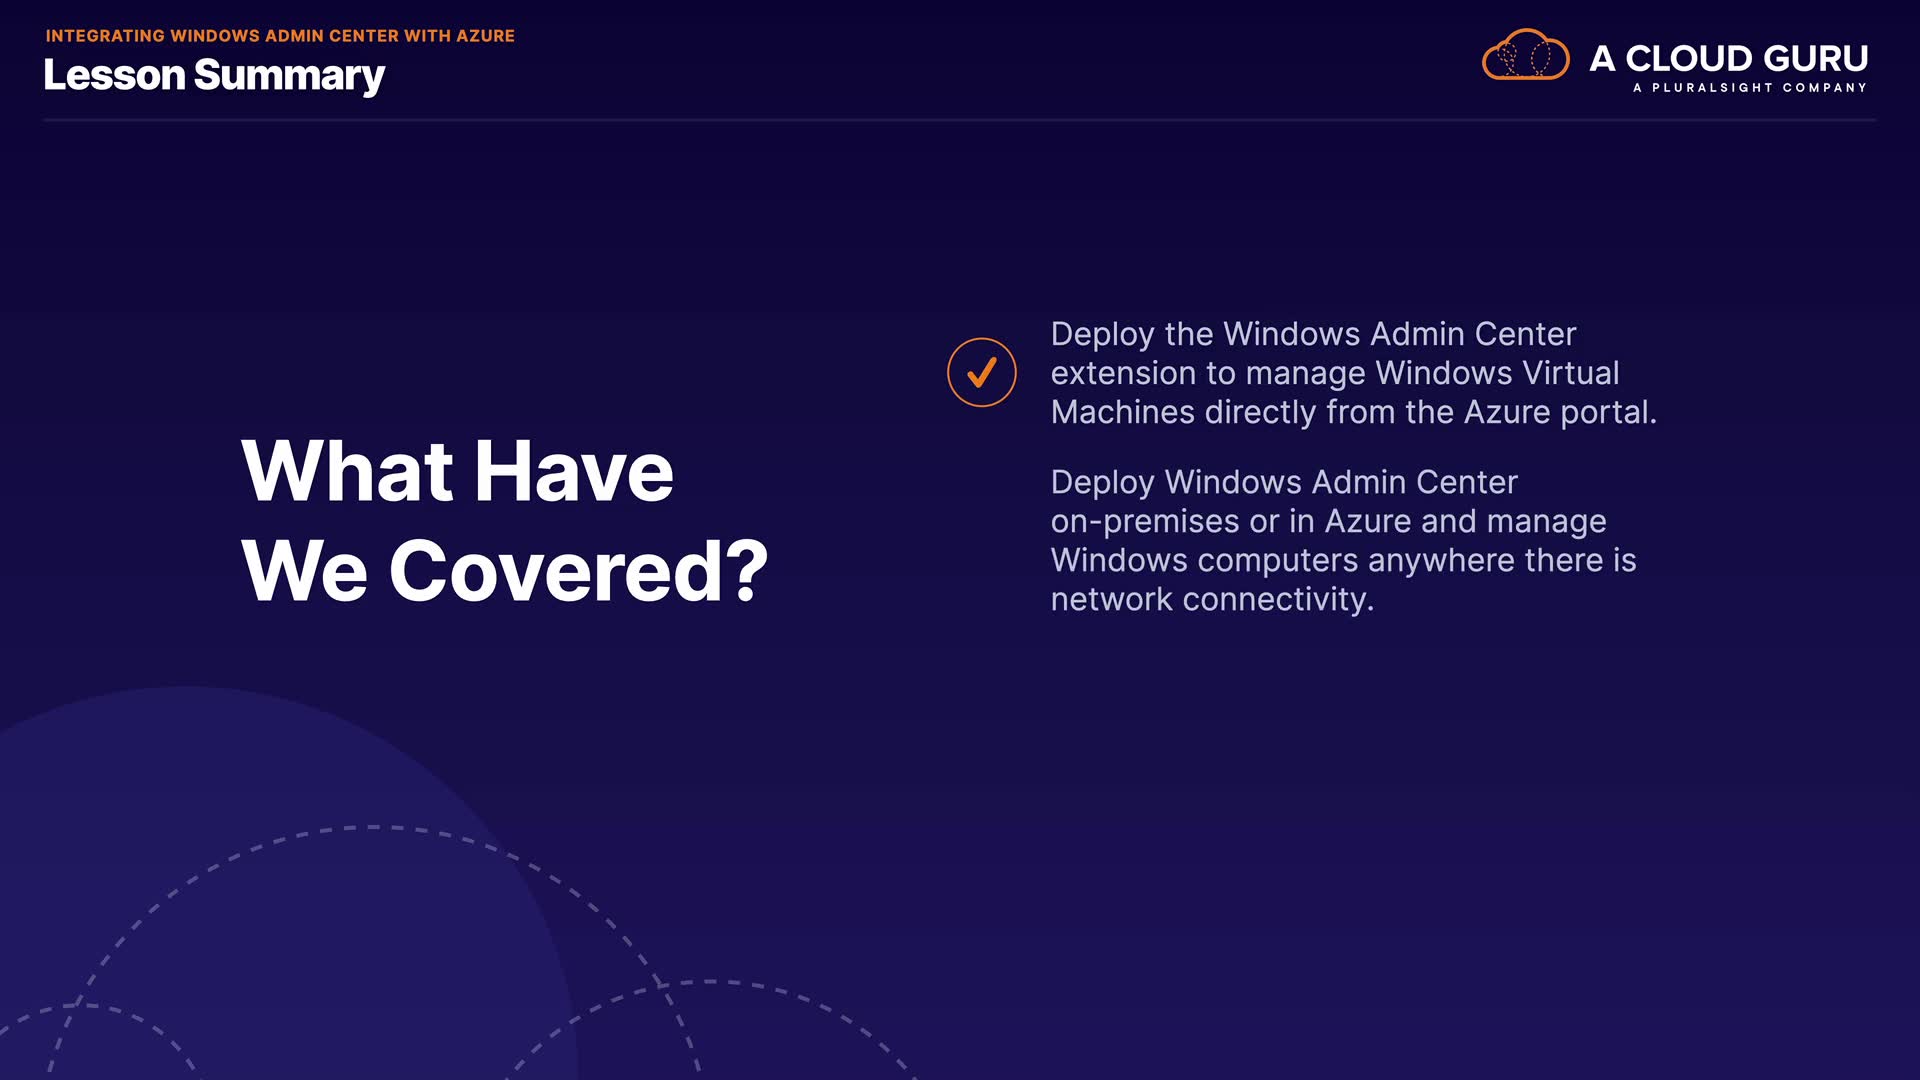 INTEGRATING WINDOWS ADMIN CENTER WITH AZURE
Lesson Summary
A CLOUD GURU
A PLURALSIGHT COMPANY
What Have
We Covered?
Deploy the Windows Admin Center
extension to manage Windows Virtual
Machines directly from the Azure portal.
Deploy Windows Admin Center
on-premises or in Azure and manage
Windows computers anywhere there is
network connectivity.